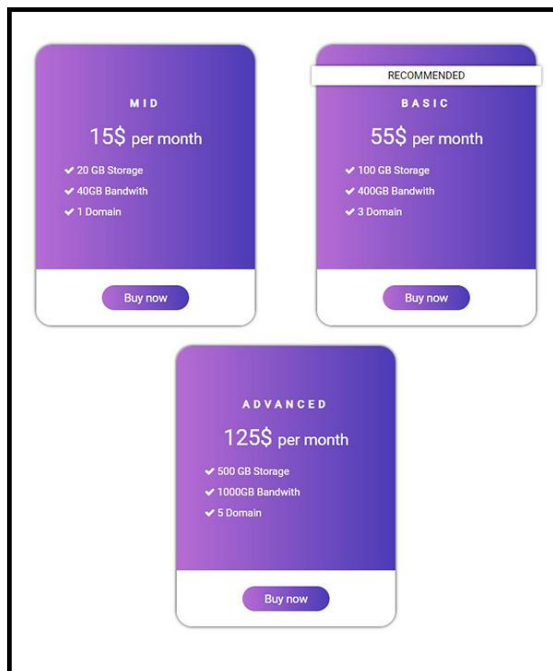 MID
15$ per month
20 GB Storage
40GB Bandwith
1 Domain
Buy now
RECOMMENDED
BASIC
55$ per month
100 GB Storage
400GB Bandwith
3 Domain
Buy now
ADVANCED
125$ per month
500 GB Storage
1000GB Bandwith
5 Domain
Buy now